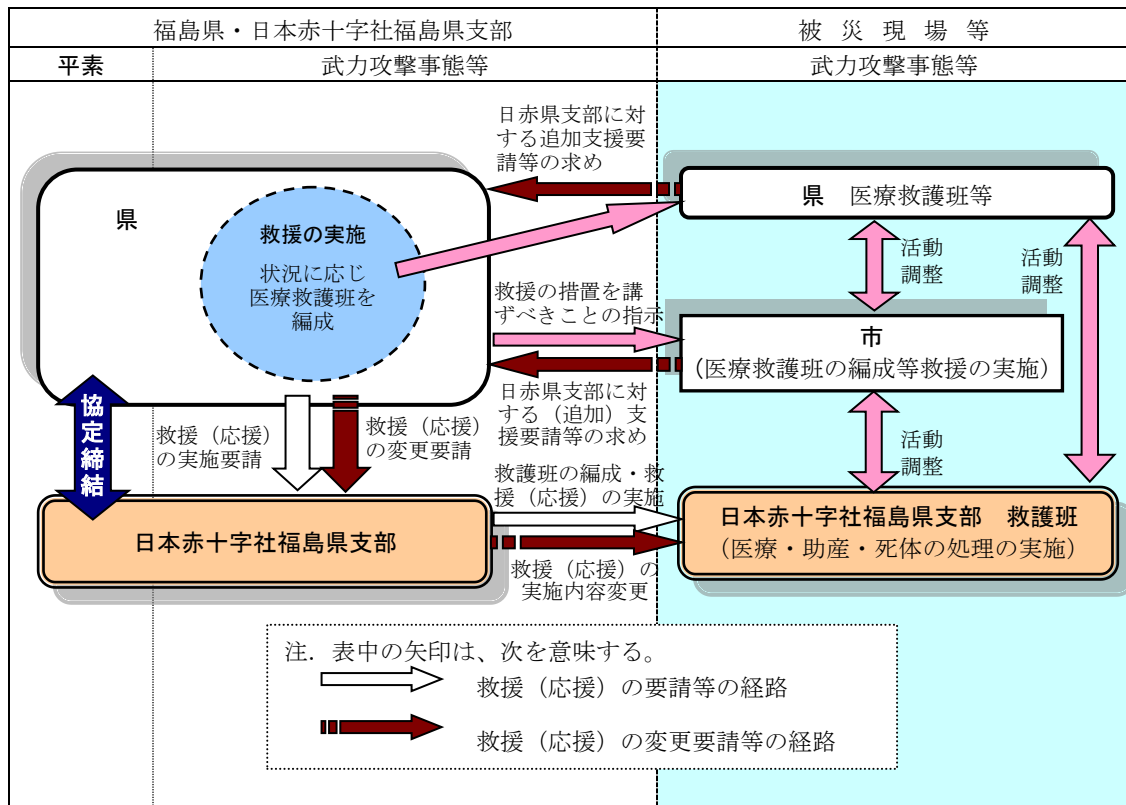 福島県・日本赤十字社福島県支部
被災現場等
平素
武力攻撃事態等
武力攻撃事態等
日赤県支部に対
する追加支援要
請等の求め
県
救援の実施
状況に応じ
医療救護班を
編成
県 医療救護班等
活動
調整
活動
調整
救援の措置を講
ずべきことの指示
市
（医療救護班の編成等救援の実施）
日赤県支部に対
する（追加）支
援要請等の求め
協定締結
救援（応援）
の実施要請
救援（応援）
の変更要請
活動
調整
救護班の編成・救
援（応援）の実施
日本赤十字社福島県支部
日本赤十字社福島県支部 救護班
（医療・助産・死体の処理の実施）
救援（応援）の
実施内容変更
注．表中の矢印は、次を意味する。
救援（応援）の要請等の経路
救援（応援）の変更要請等の経路